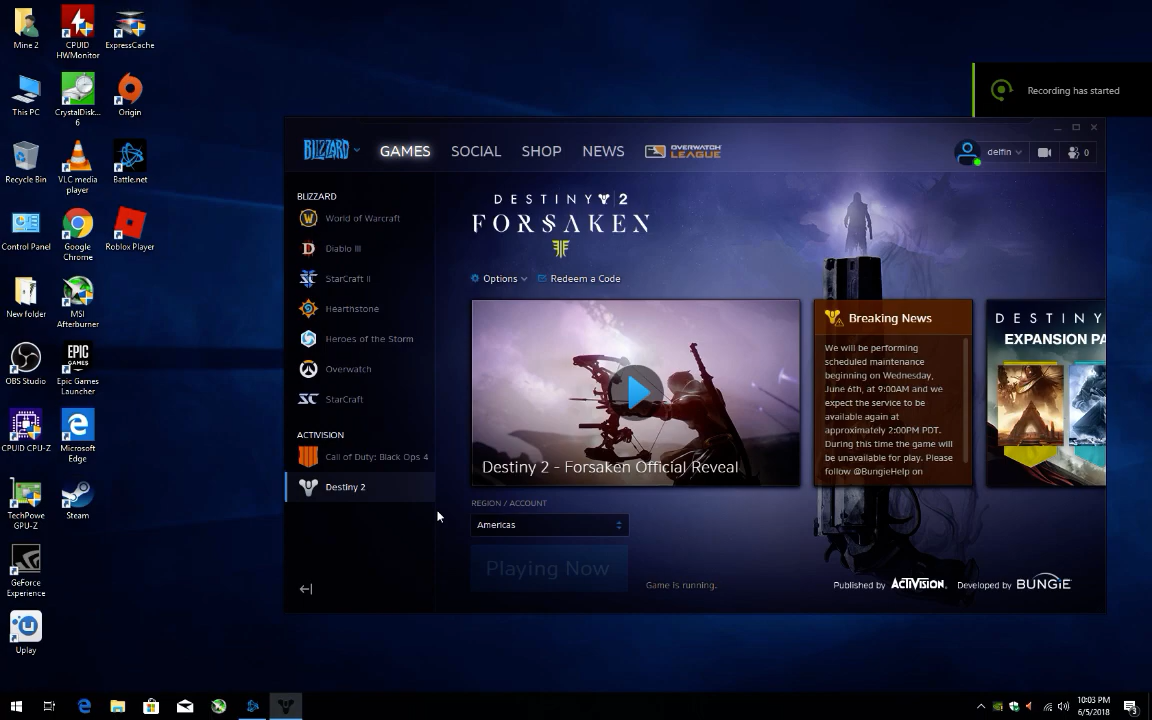 Mine 2
CPUID
HWMonitor
ExpressCache
This PC
CrystalDisk...
6
Origin
Recycle Bin
VLC media
player
Battle.net
Control Panel
Google
Chrome
Roblox Player
New folder
MSI
Afterburner
OBS Studio
EPIC
GAMES
Epic Games
Launcher
CPUID CPU-Z
Microsoft
Edge
TechPowe...
GPU-Z
Steam
GeForce
Experience
Uplay
Recording has started
BLIZZARD
GAMES
SOCIAL
SHOP
NEWS
OVERWATCH
LEAGUE
delfin
0
BLIZZARD
World of Warcraft
Diablo III
StarCraft II
Hearthstone
Heroes of the Storm
Overwatch
StarCraft
ACTIVISION
Call of Duty: Black Ops 4
Destiny 2
DESTINY 2
FORSAKEN
Options
Redeem a Code
Destiny 2 - Forsaken Official Reveal
Breaking News
We will be performing
scheduled maintenance
beginning on Wednesday,
June 6th, at 9:00AM and we
expect the service to be
available again at
approximately 2:00PM PDT.
During this time the game will
be unavailable for play. Please
follow @BungieHelp on
DESTINY
EXPANSION PA
REGION / ACCOUNT
Americas
Playing Now
Game is running.
Published by ACTIVISION. Developed by BUNGiE
10:03 PM
6/5/2018
3